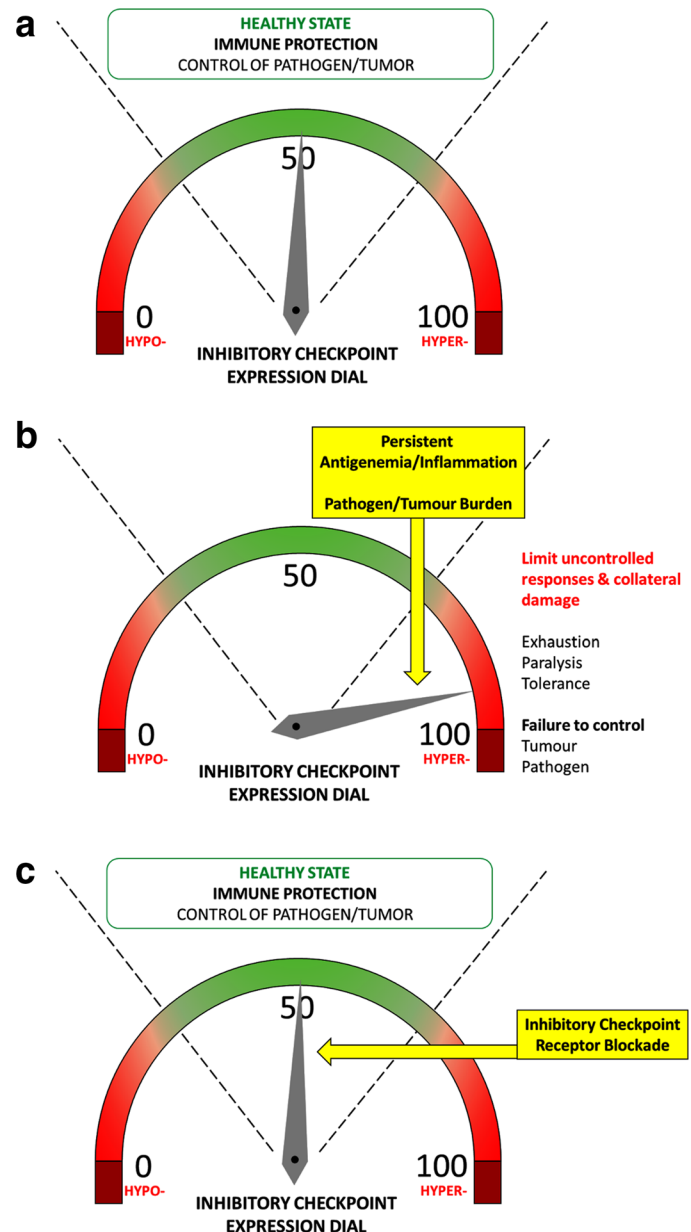 a
HEALTHY STATE
IMMUNE PROTECTION
CONTROL OF PATHOGEN/TUMOR
50
0
HYPO-
100
HYPER-
INHIBITORY CHECKPOINT
EXPRESSION DIAL
b
Persistent
Antigenemia/Inflammation
Pathogen/Tumour Burden
50
Limit uncontrolled
responses & collateral
damage
Exhaustion
Paralysis
Tolerance
Failure to control
Tumour
Pathogen
0
HYPO-
100
HYPER-
INHIBITORY CHECKPOINT
EXPRESSION DIAL
c
HEALTHY STATE
IMMUNE PROTECTION
CONTROL OF PATHOGEN/TUMOR
50
Inhibitory Checkpoint
Receptor Blockade
0
HYPO-
100
HYPER-
INHIBITORY CHECKPOINT
EXPRESSION DIAL